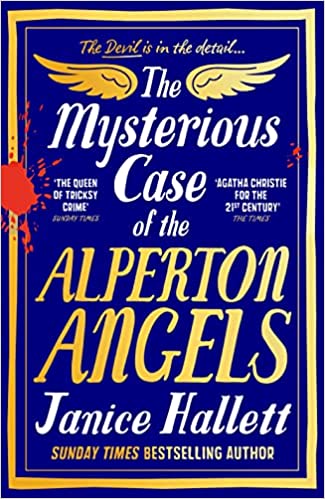 The Devil is in the detail...
The
Mysterious
Case
of the
'THE QUEEN
OF TRICKSY
CRIME'
SUNDAY TIMES
'AGATHA CHRISTIE
FOR THE
21ST CENTURY'
THE TIMES
ALPERTON
ANGELS
Janice Hallett
SUNDAY TIMES BESTSELLING AUTHOR